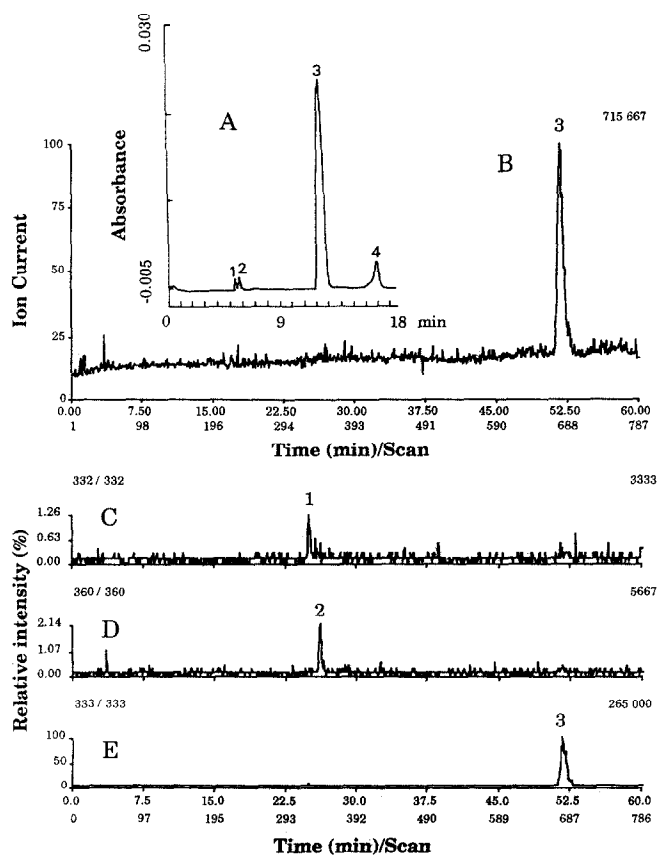 0.030
-0.005
Absorbance
A
3
1 2
4
0 9 18 min
715 667
3
B
100
75
50
25
0
Ion Current
0.00 7.50 15.00 22.50 30.00 37.50 45.00 52.50 60.00
1 98 196 294 393 491 590 688 787
Time (min)/Scan
Relative intensity (%)
332 / 332 3333
1
C
1.26
0.63
0.00
360 / 360 5667
2
D
2.14
1.07
0.00
333 / 333 265 000
3
E
100
50
0
0.0 7.5 15.0 22.5 30.0 37.5 45.0 52.5 60.0
0 97 195 293 392 490 589 687 786
Time (min)/Scan